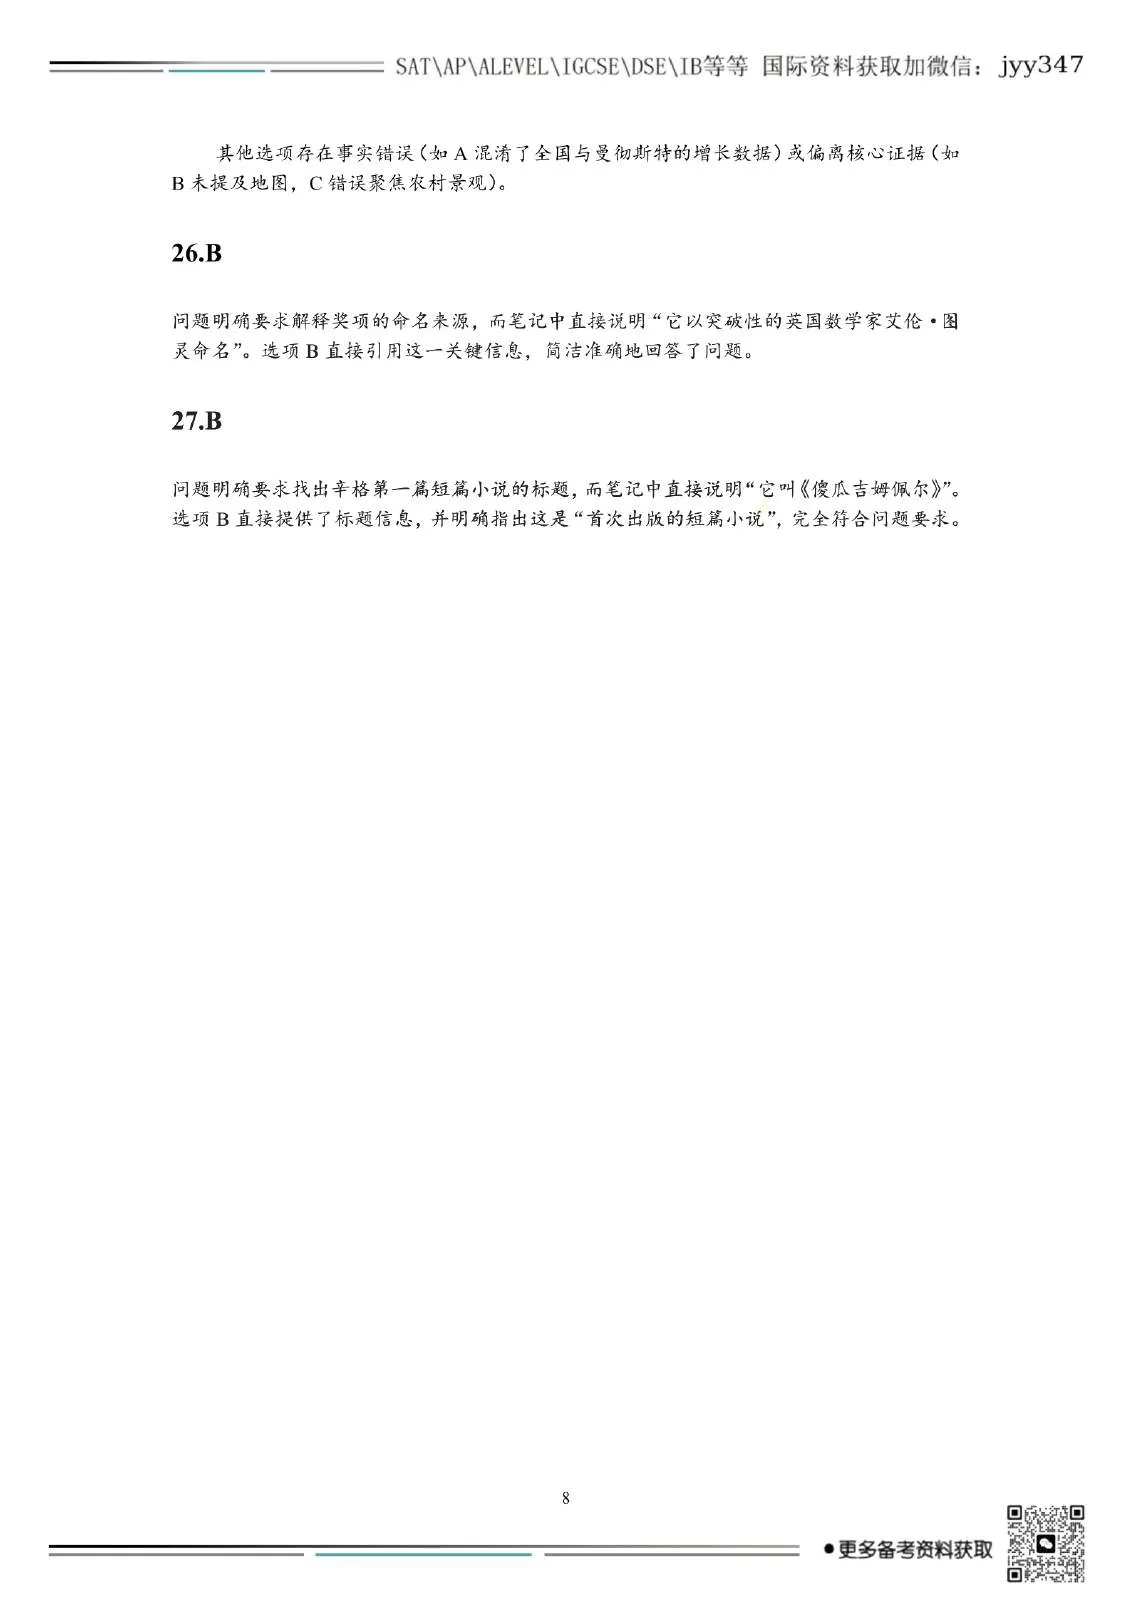 SAT\AP\ALEVEL\IGCSE\DSE\IB等等 国际资料获取加微信：jyy347
其他选项存在事实错误（如 A 混淆了全国与曼彻斯特的增长数据）或偏离核心证据（如
B 未提及地图，C 错误聚焦农村景观）。
26.B
问题明确要求解释奖项的命名来源，而笔记中直接说明“它以突破性的英国数学家艾伦·图
灵命名”。选项 B 直接引用这一关键信息，简洁准确地回答了问题。
27.B
问题明确要求找出辛格第一篇短篇小说的标题，而笔记中直接说明“它叫《傻瓜吉姆佩尔》”。
选项 B 直接提供了标题信息，并明确指出这是“首次出版的短篇小说”，完全符合问题要求。
8
●更多备考资料获取